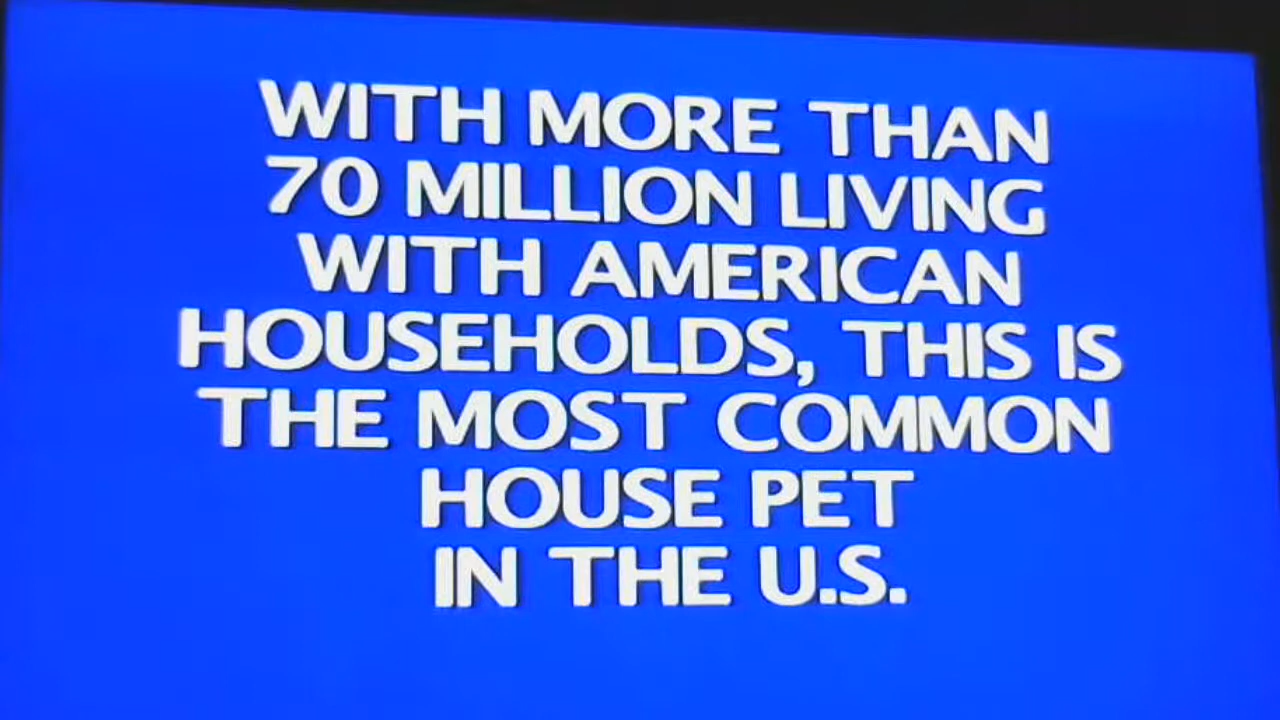 WITH MORE THAN
70 MILLION LIVING
WITH AMERICAN
HOUSEHOLDS, THIS IS
THE MOST COMMON
HOUSE PET
IN THE U.S.